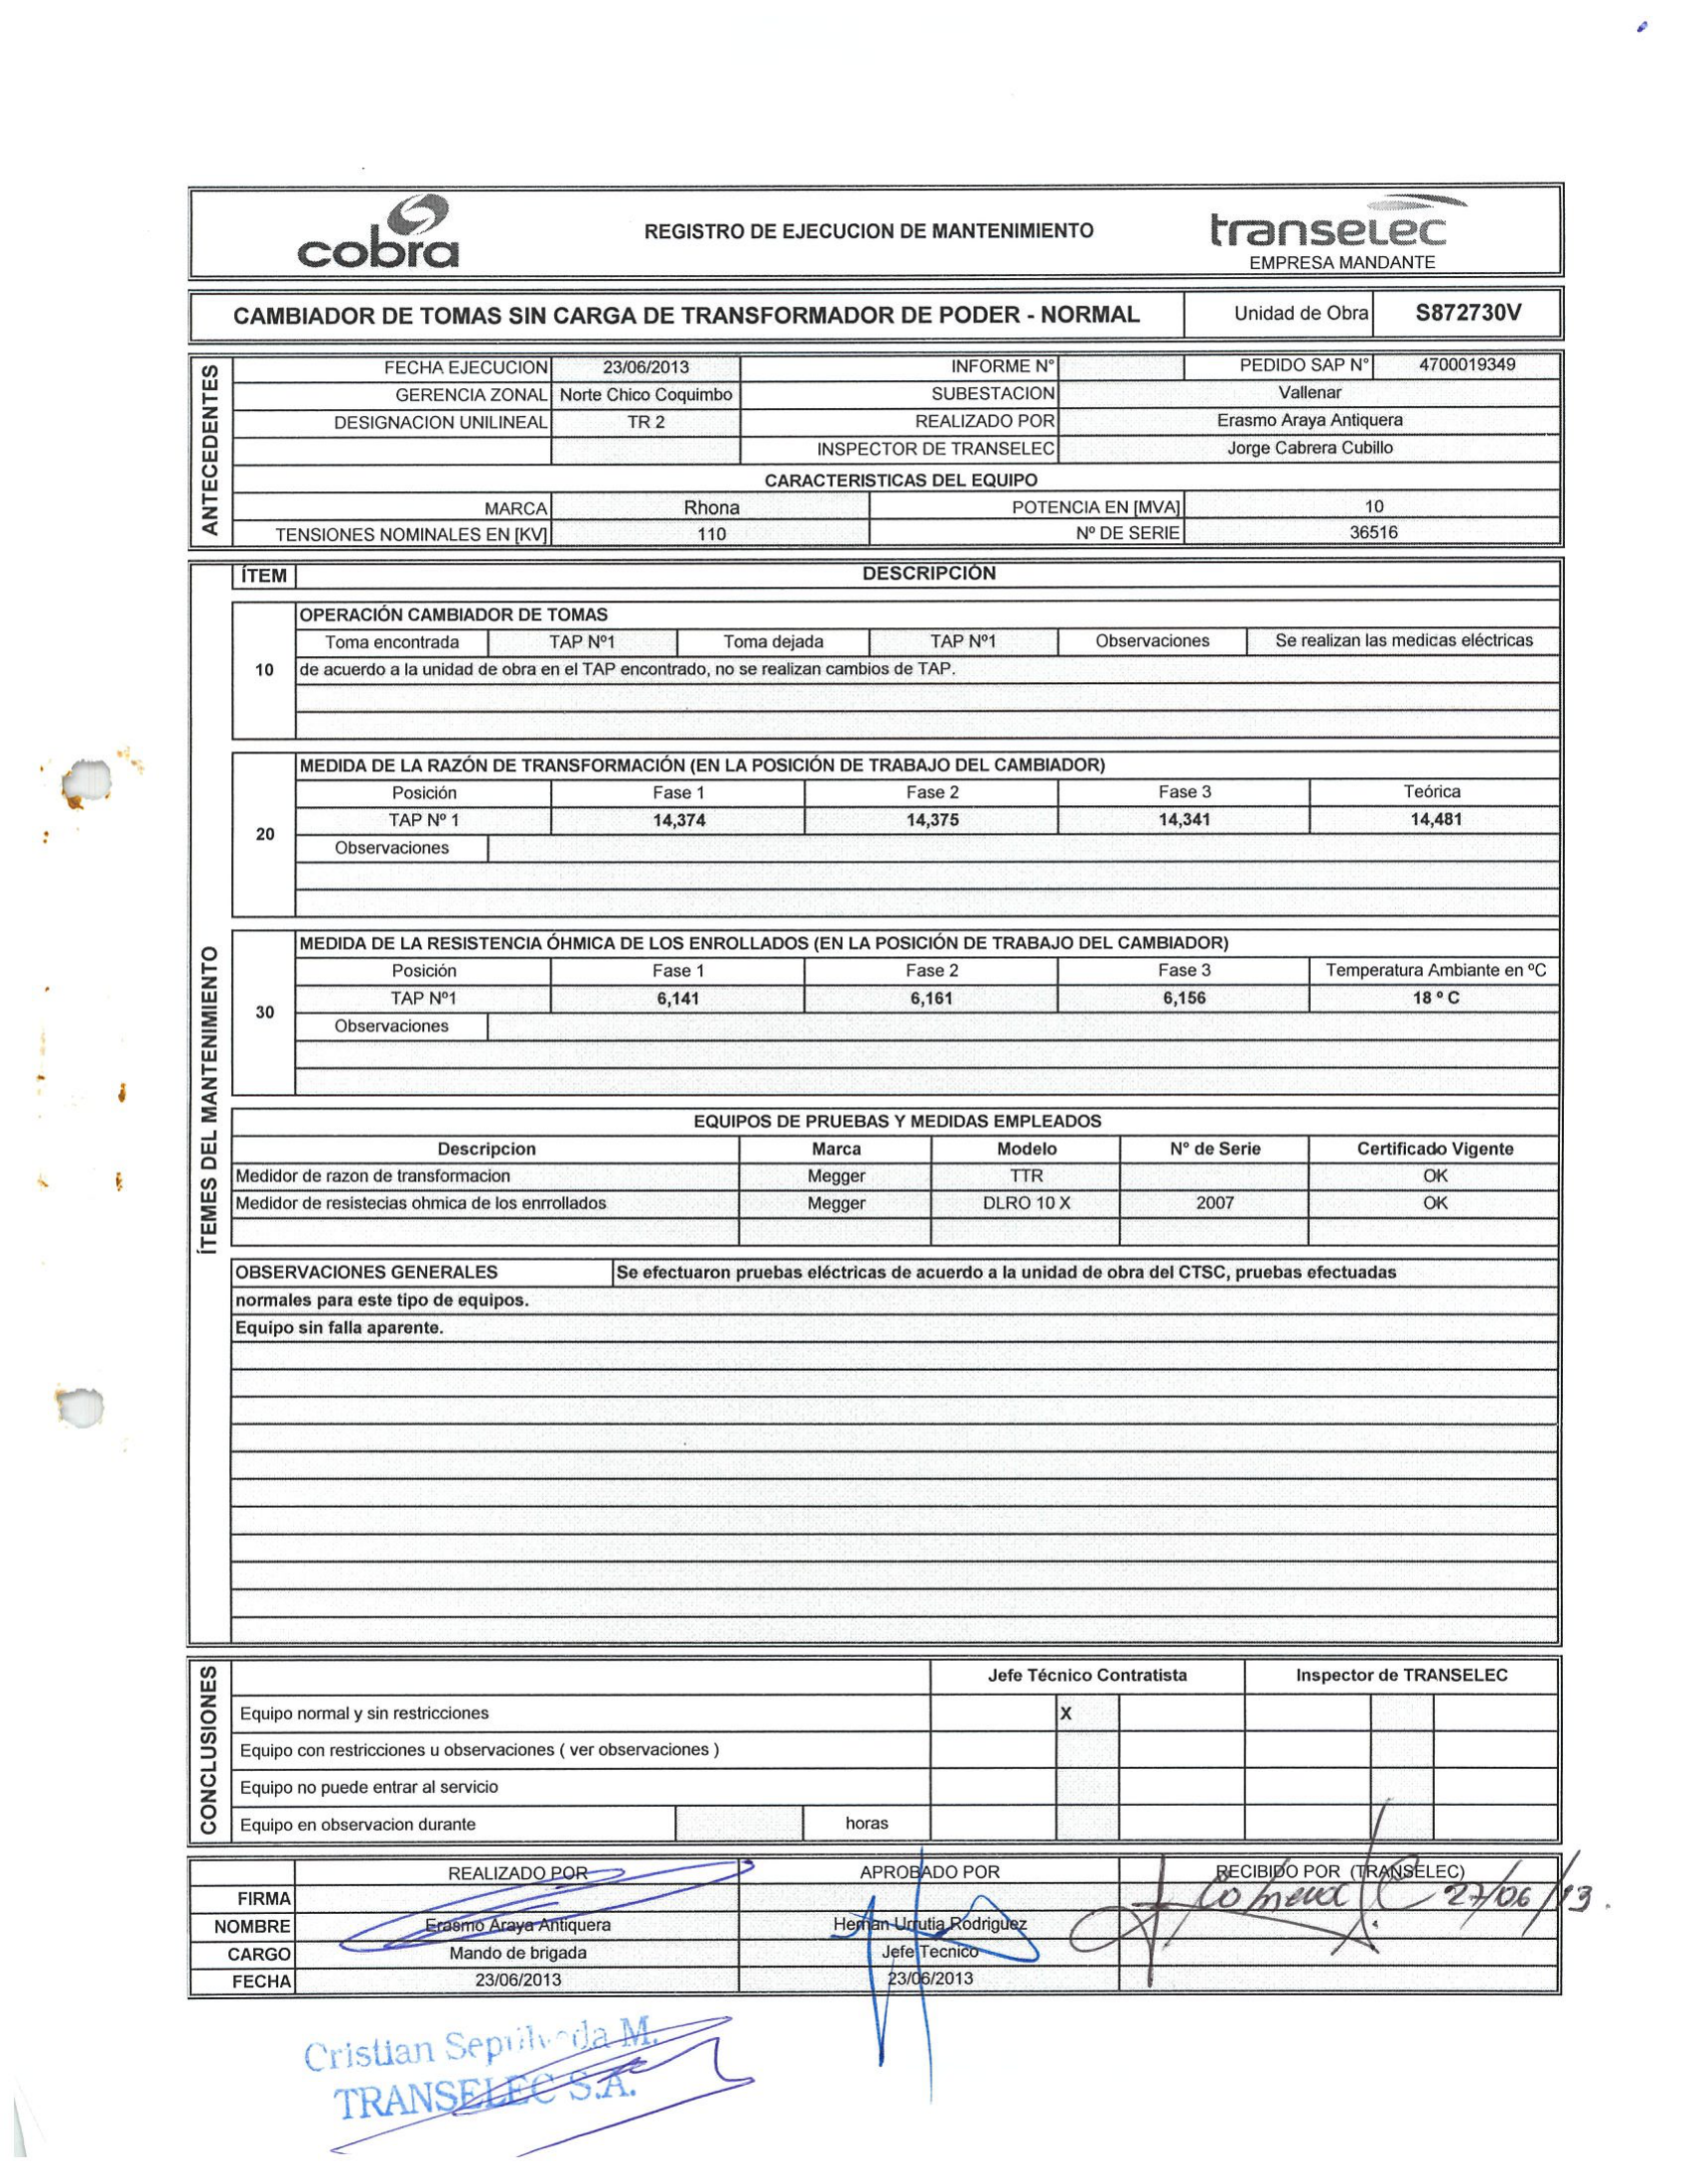 cobra
REGISTRO DE EJECUCION DE MANTENIMIENTO
transelec
EMPRESA MANDANTE
CAMBIADOR DE TOMAS SIN CARGA DE TRANSFORMADOR DE PODER - NORMAL Unidad de Obra S872730V
ANTECEDENTES
FECHA EJECUCION 23/06/2013 INFORME Nº PEDIDO SAP Nº 4700019349
GERENCIA ZONAL Norte Chico Coquimbo SUBESTACION Vallenar
DESIGNACION UNILINEAL TR 2 REALIZADO POR Erasmo Araya Antiquera
INSPECTOR DE TRANSELEC Jorge Cabrera Cubillo
CARACTERISTICAS DEL EQUIPO
MARCA Rhona POTENCIA EN [MVA] 10
TENSIONES NOMINALES EN [KV] 110 Nº DE SERIE 36516
ÍTEMES DEL MANTENIMIENTO
ÍTEM DESCRIPCIÓN
10
OPERACIÓN CAMBIADOR DE TOMAS
Toma encontrada TAP Nº1 Toma dejada TAP Nº1 Observaciones Se realizan las medicas eléctricas
de acuerdo a la unidad de obra en el TAP encontrado, no se realizan cambios de TAP.
20
MEDIDA DE LA RAZÓN DE TRANSFORMACIÓN (EN LA POSICIÓN DE TRABAJO DEL CAMBIADOR)
Posición Fase 1 Fase 2 Fase 3 Teórica
TAP Nº 1 14,374 14,375 14,341 14,481
Observaciones
30
MEDIDA DE LA RESISTENCIA ÓHMICA DE LOS ENROLLADOS (EN LA POSICIÓN DE TRABAJO DEL CAMBIADOR)
Posición Fase 1 Fase 2 Fase 3 Temperatura Ambiante en ºC
TAP Nº1 6,141 6,161 6,156 18 º C
Observaciones
EQUIPOS DE PRUEBAS Y MEDIDAS EMPLEADOS
Descripcion Marca Modelo N° de Serie Certificado Vigente
Medidor de razon de transformacion Megger TTR OK
Medidor de resistecias ohmica de los enrrollados Megger DLRO 10 X 2007 OK
OBSERVACIONES GENERALES Se efectuaron pruebas eléctricas de acuerdo a la unidad de obra del CTSC, pruebas efectuadas
normales para este tipo de equipos.
Equipo sin falla aparente.
CONCLUSIONES
Jefe Técnico Contratista Inspector de TRANSELEC
Equipo normal y sin restricciones X
Equipo con restricciones u observaciones ( ver observaciones )
Equipo no puede entrar al servicio
Equipo en observacion durante horas
REALIZADO POR APROBADO POR RECIBIDO POR (TRANSELEC)
FIRMA 27/06/13.
NOMBRE Erasmo Araya Antiquera Hernan Urrutia Rodriguez
CARGO Mando de brigada Jefe Tecnico
FECHA 23/06/2013 23/06/2013
Cristian Sepúlveda M.
TRANSELEC S.A.